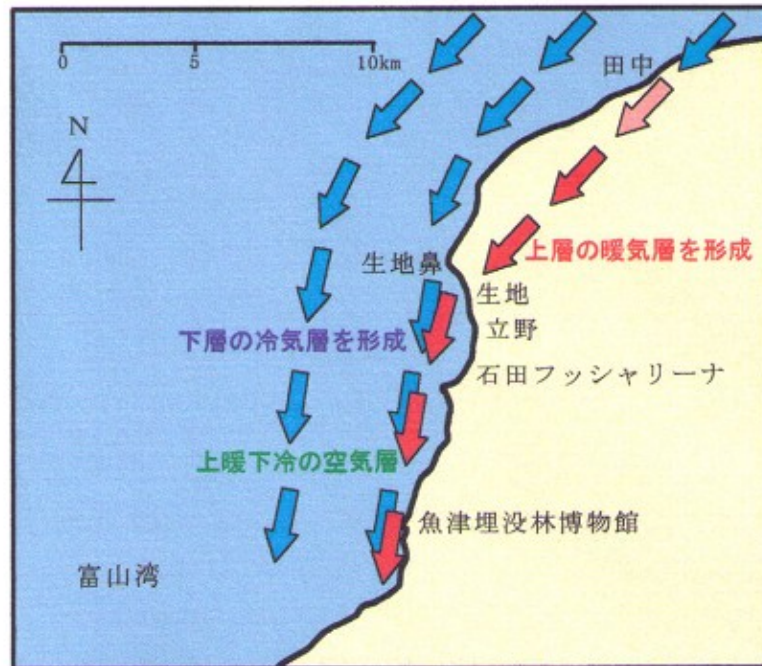 0
5
10km
田中
N
上層の暖気層を形成
生地鼻
生地
下層の冷気層を形成
立野
石田フッシャリーナ
上暖下冷の空気層
魚津埋没林博物館
富山湾